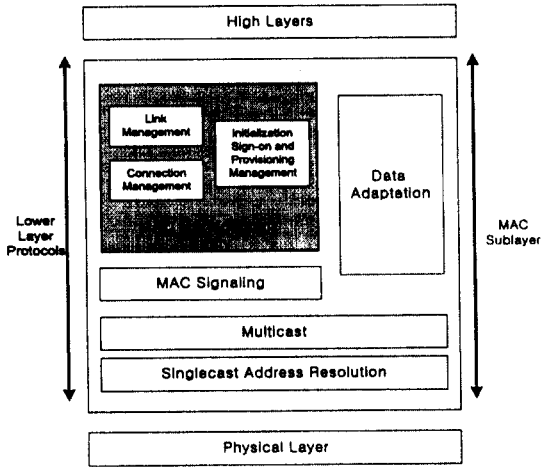 High Layers
Link
Management
Initialization
Sign-on and
Provisioning
Management
Connection
Management
Data
Adaptation
Lower
Layer
Protocols
MAC
Sublayer
MAC Signaling
Multicast
Singlecast Address Resolution
Physical Layer